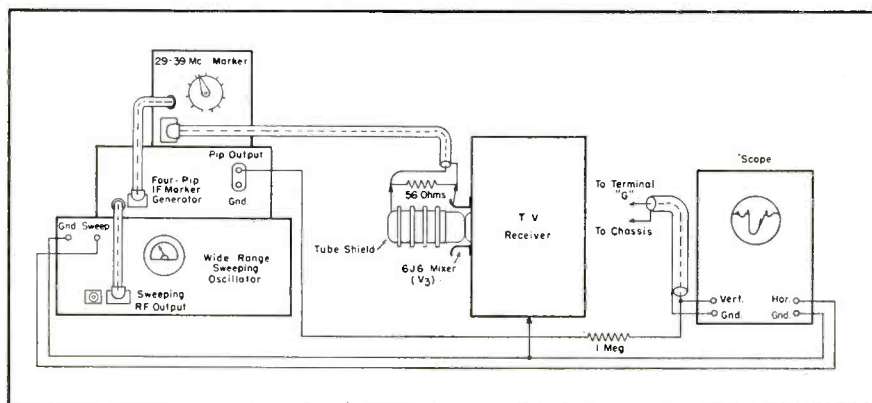 29-39 Mc Marker
Pip Output
Four-Pip
IF Marker
Generator
Gnd.
Gnd Sweep
Wide Range
Sweeping
Oscillator
Sweeping
RF Output
56 Ohms
Tube Shield
6J6 Mixer
(V3)
T V
Receiver
To Terminal
"G"
To Chassis
1 Meg
'Scope
Vert.
Gnd.
Hor.
Gnd.